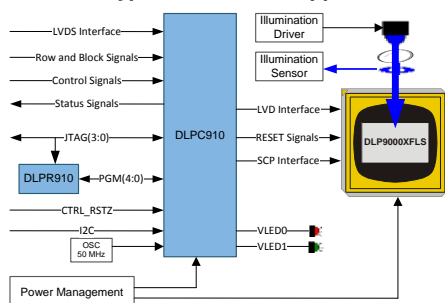 LVDS Interface
Row and Block Signals
Control Signals
Status Signals
JTAG(3:0)
DLPR910
PGM(4:0)
CTRL_RSTZ
I2C
OSC
50 MHz
Power Management
DLPC910
LVD Interface
RESET Signals
SCP Interface
VLED0
VLED1
Illumination
Driver
Illumination
Sensor
DLP9000XFLS